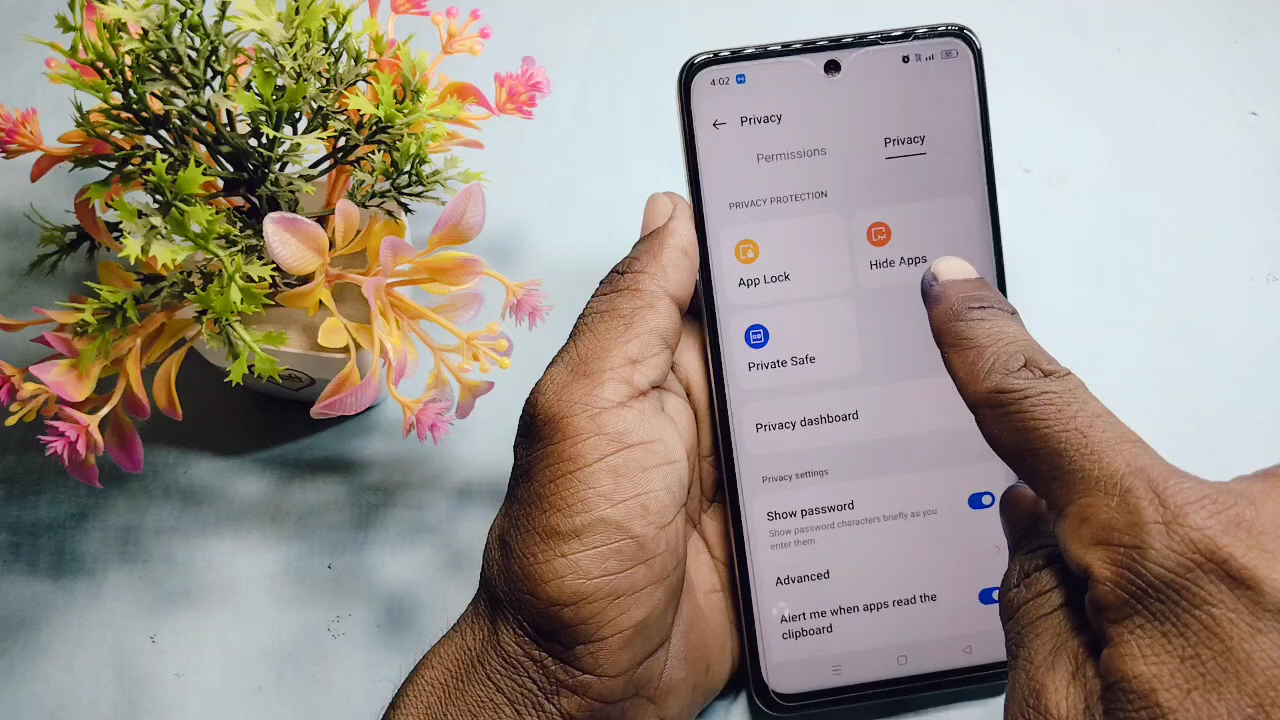 4:02
55
Privacy
Permissions
Privacy
PRIVACY PROTECTION
App Lock
Hide Apps
Private Safe
Privacy dashboard
Privacy settings
Show password
Show password characters briefly as you
enter them.
Advanced
Alert me when apps read the
clipboard